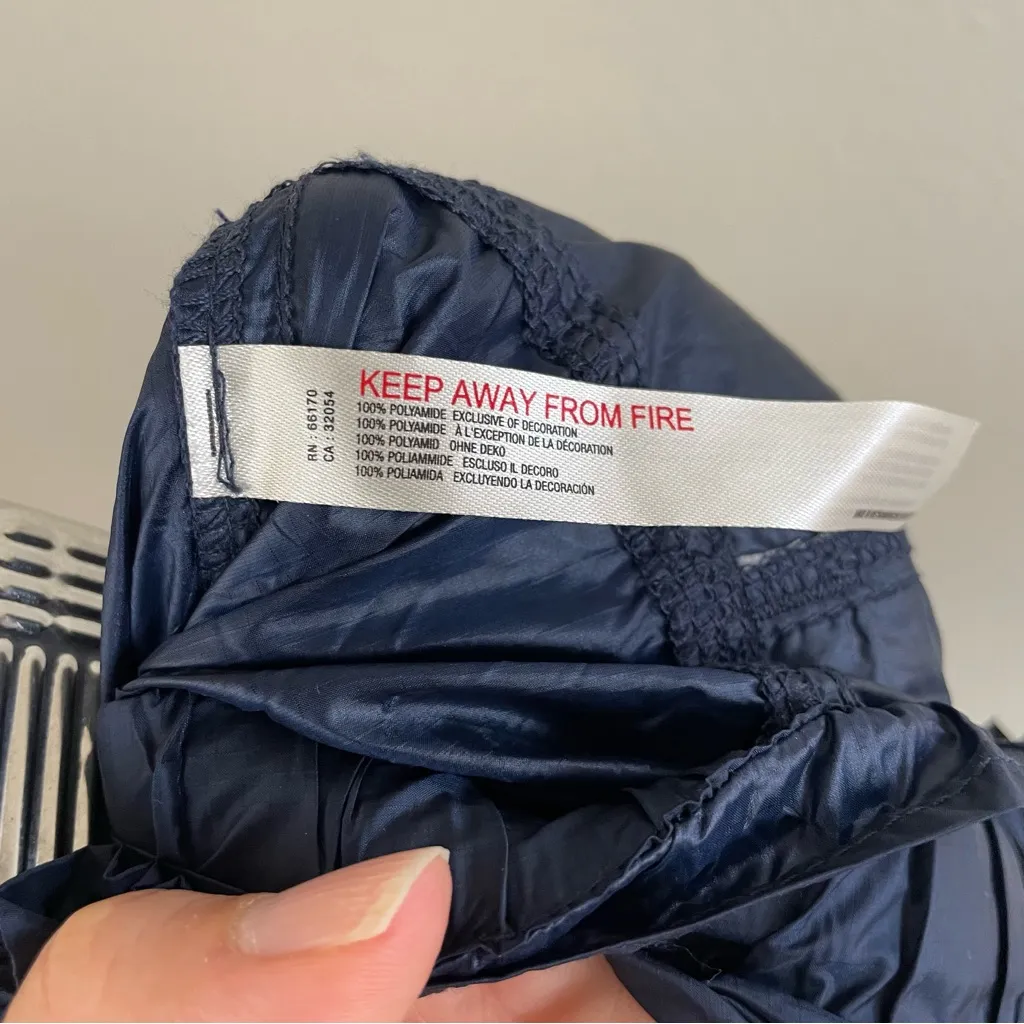 RN : 66170
CA : 32054
KEEP AWAY FROM FIRE
100% POLYAMIDE EXCLUSIVE OF DECORATION
100% POLYAMIDE À L'EXCEPTION DE LA DÉCORATION
100% POLYAMID OHNE DEKO
100% POLIAMMIDE ESCLUSO IL DECORO
100% POLIAMIDA EXCLUYENDO LA DECORACIÓN